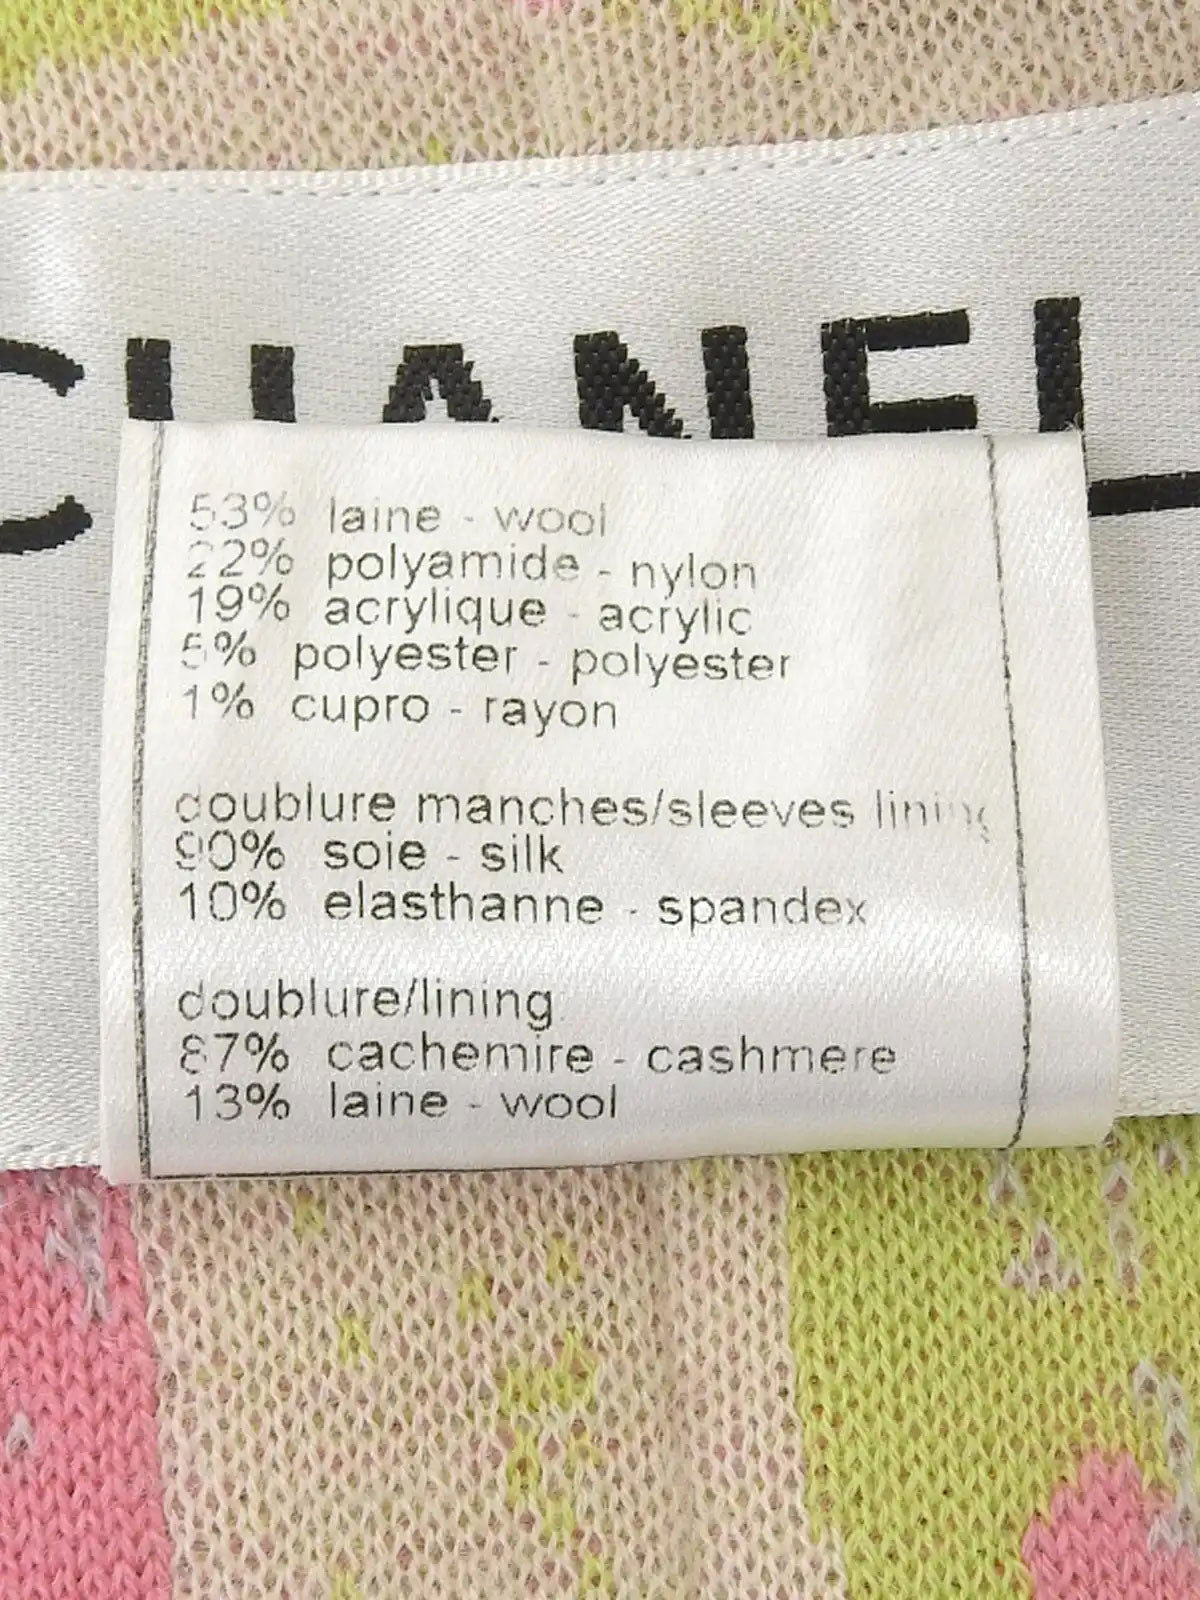 CHANEL
53% laine - wool
22% polyamide - nylon
19% acrylique - acrylic
5% polyester - polyester
1% cupro - rayon
doublure manches/sleeves lining
90% soie - silk
10% elasthanne - spandex
doublure/lining
87% cachemire - cashmere
13% laine - wool